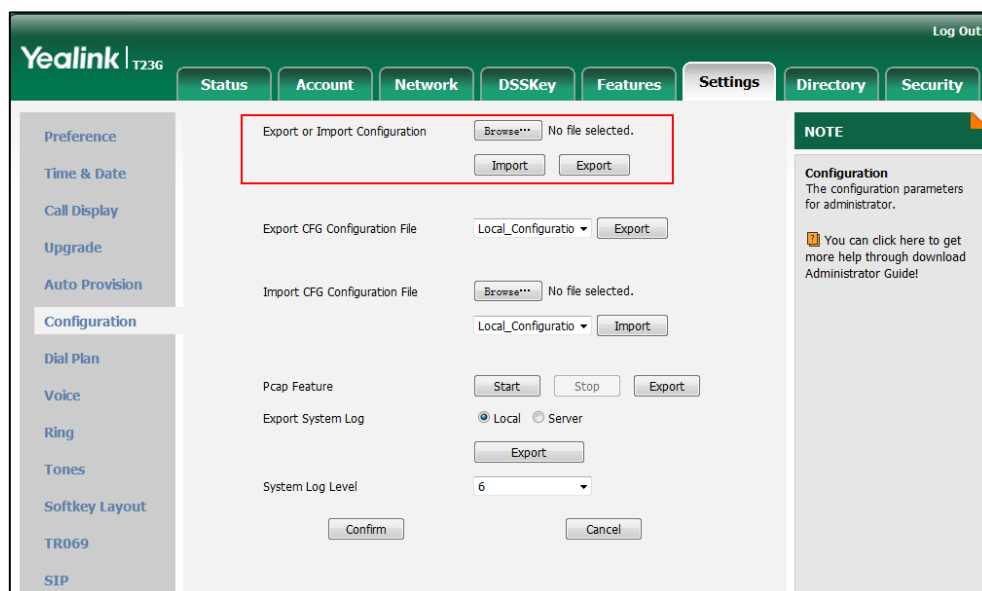 Log Out
Yealink | T23G
Status Account Network DSSKey Features Settings Directory Security
Preference
Time & Date
Call Display
Upgrade
Auto Provision
Configuration
Dial Plan
Voice
Ring
Tones
Softkey Layout
TR069
SIP
Export or Import Configuration Browse... No file selected.
Import Export
Export CFG Configuration File Local_Configuratio Export
Import CFG Configuration File Browse... No file selected.
Local_Configuratio Import
Pcap Feature Start Stop Export
Export System Log Local Server
Export
System Log Level 6
Confirm Cancel
NOTE
Configuration
The configuration parameters
for administrator.
? You can click here to get
more help through download
Administrator Guide!